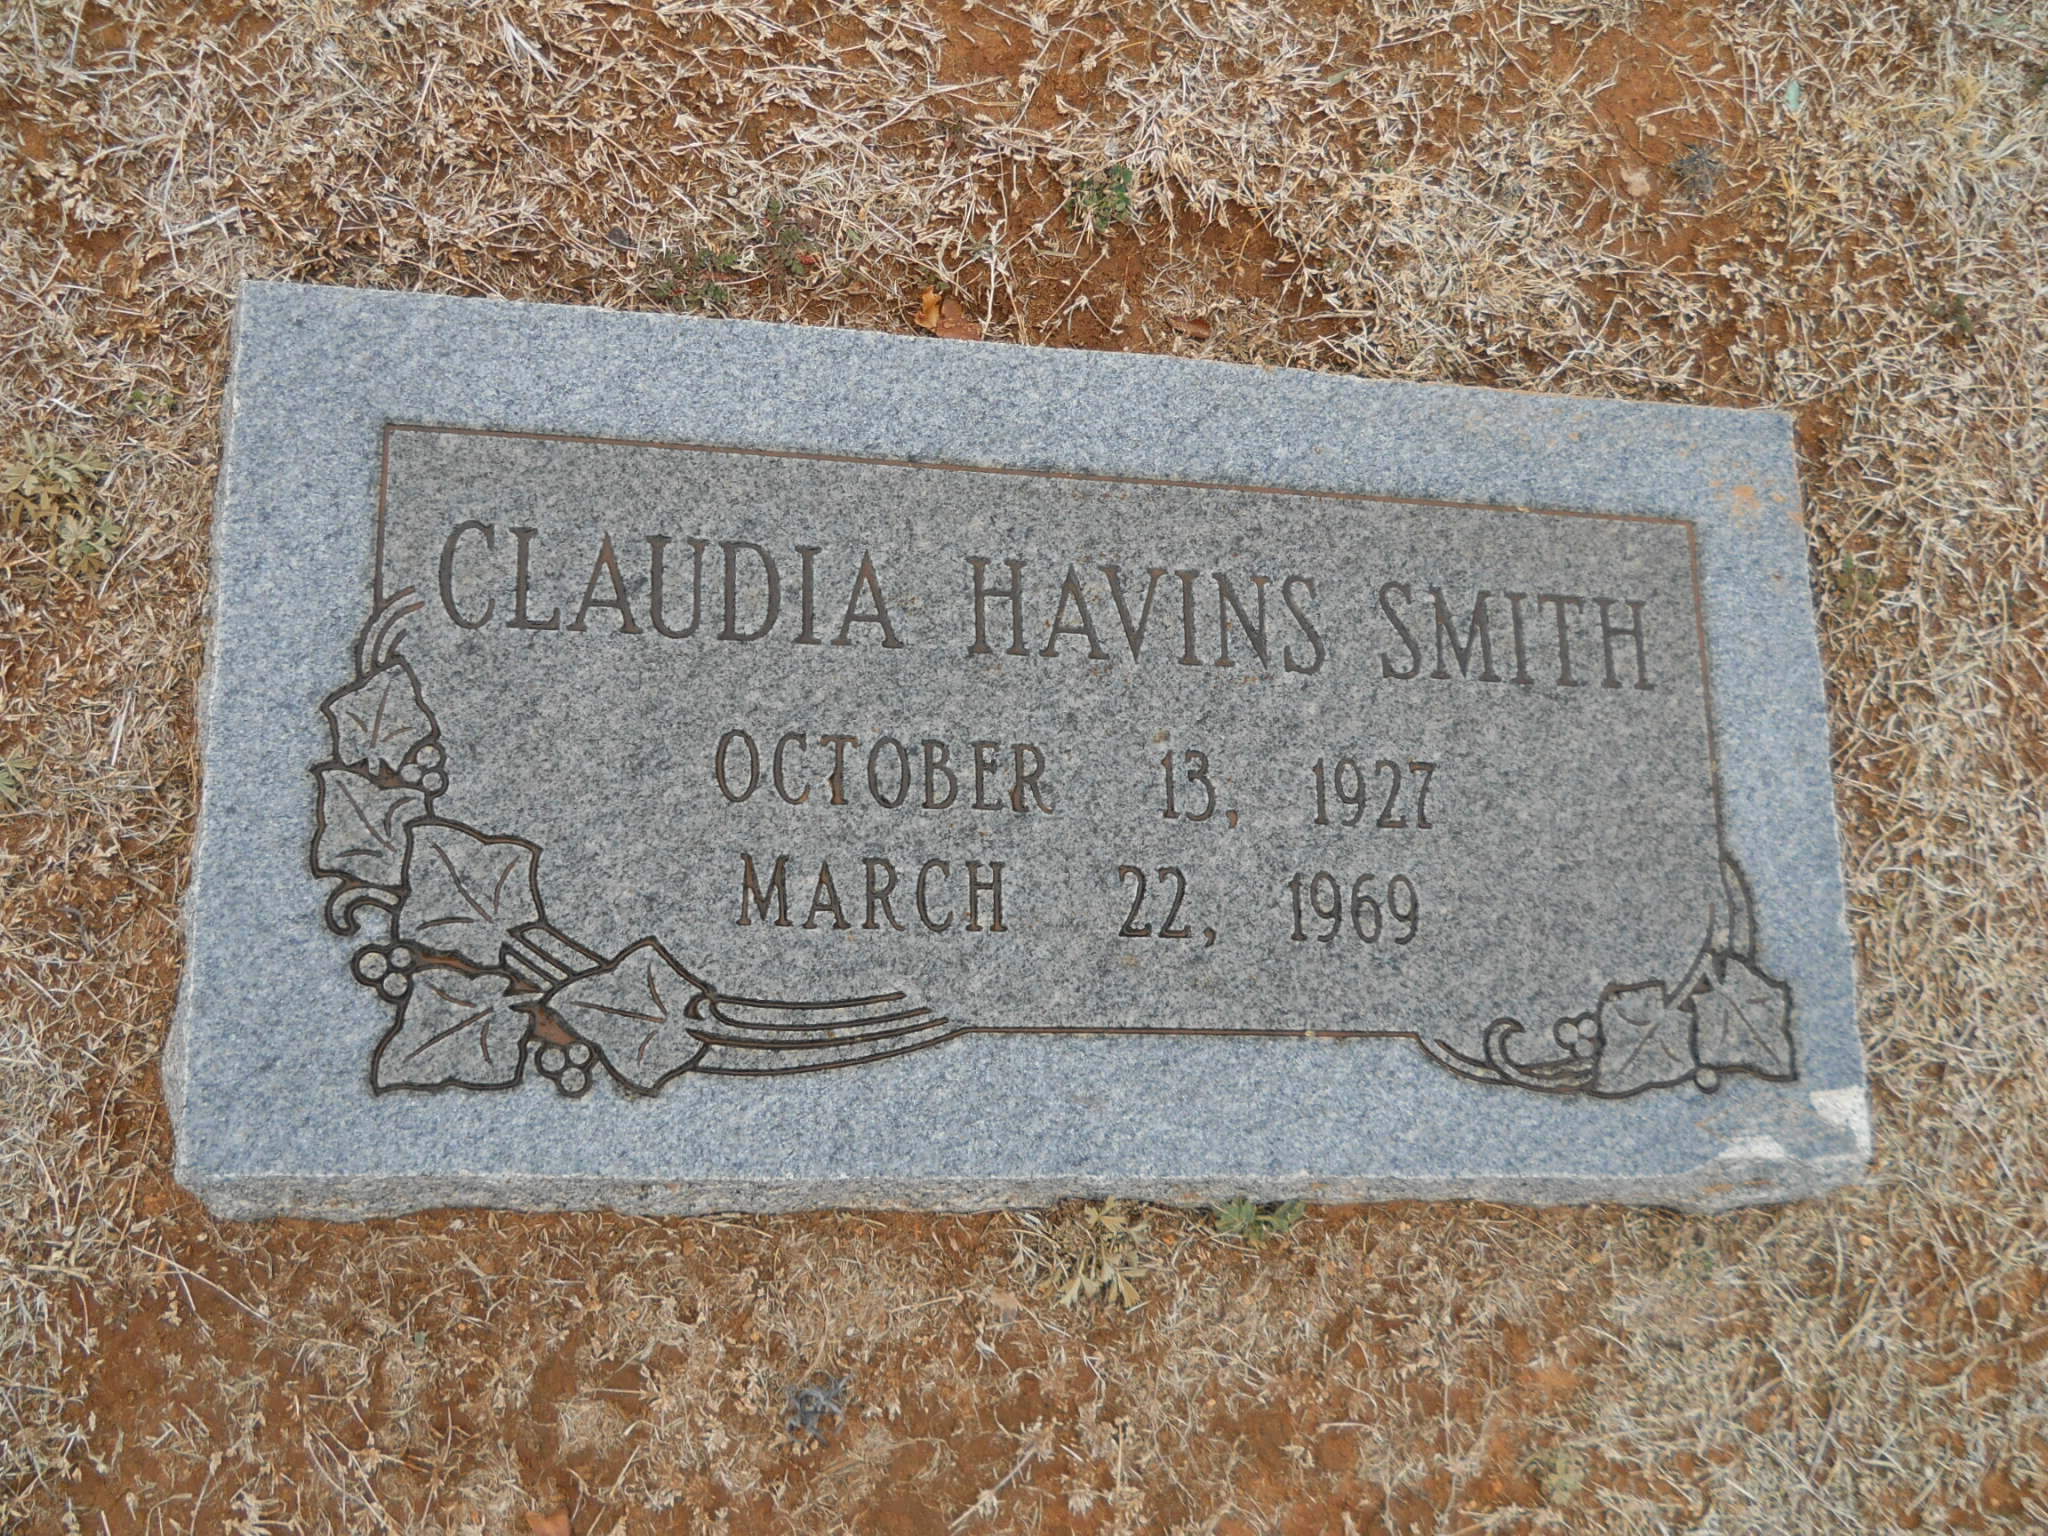 CLAUDIA HAVINS SMITH
OCTOBER 13, 1927
MARCH 22, 1969